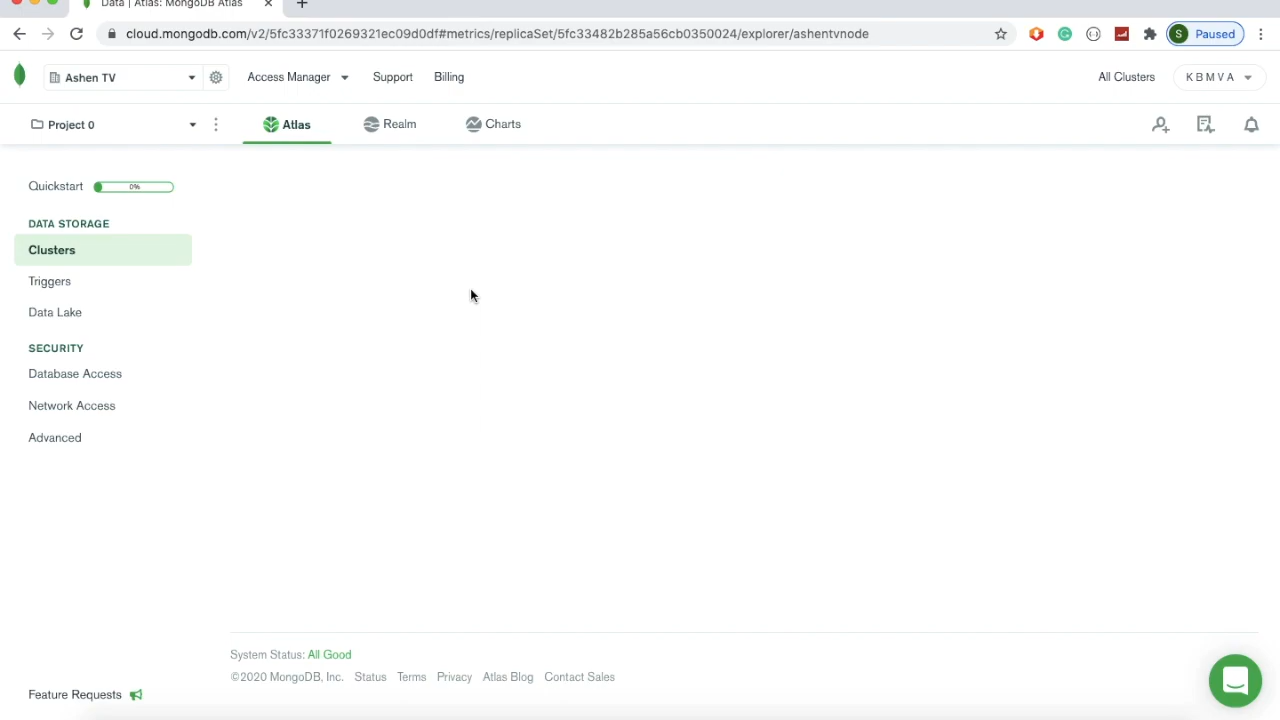 Data | Atlas: MongoDB Atlas
cloud.mongodb.com/v2/5fc33371f0269321ec09d0df#metrics/replicaSet/5fc33482b285a56cb0350024/explorer/ashentvnode
S Paused
Ashen TV
Access Manager
Support
Billing
All Clusters
K B M V A
Project 0
Atlas
Realm
Charts
Quickstart
0%
DATA STORAGE
Clusters
Triggers
Data Lake
SECURITY
Database Access
Network Access
Advanced
System Status: All Good
©2020 MongoDB, Inc. Status Terms Privacy Atlas Blog Contact Sales
Feature Requests